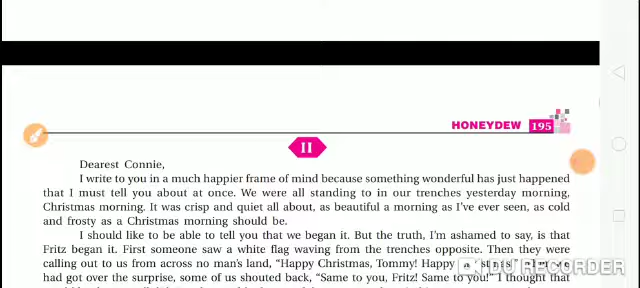 HONEYDEW 195
II
Dearest Connie,
I write to you in a much happier frame of mind because something wonderful has just happened
that I must tell you about at once. We were all standing to in our trenches yesterday morning,
Christmas morning. It was crisp and quiet all about, as beautiful a morning as I've ever seen, as cold
and frosty as a Christmas morning should be.
I should like to be able to tell you that we began it. But the truth, I'm ashamed to say, is that
Fritz began it. First someone saw a white flag waving from the trenches opposite. Then they were
calling out to us from across no man's land, "Happy Christmas, Tommy! Happy
had got over the surprise, some of us shouted back, "Same to you, Fritz! Same to you!" I thought that
DU RECORDER